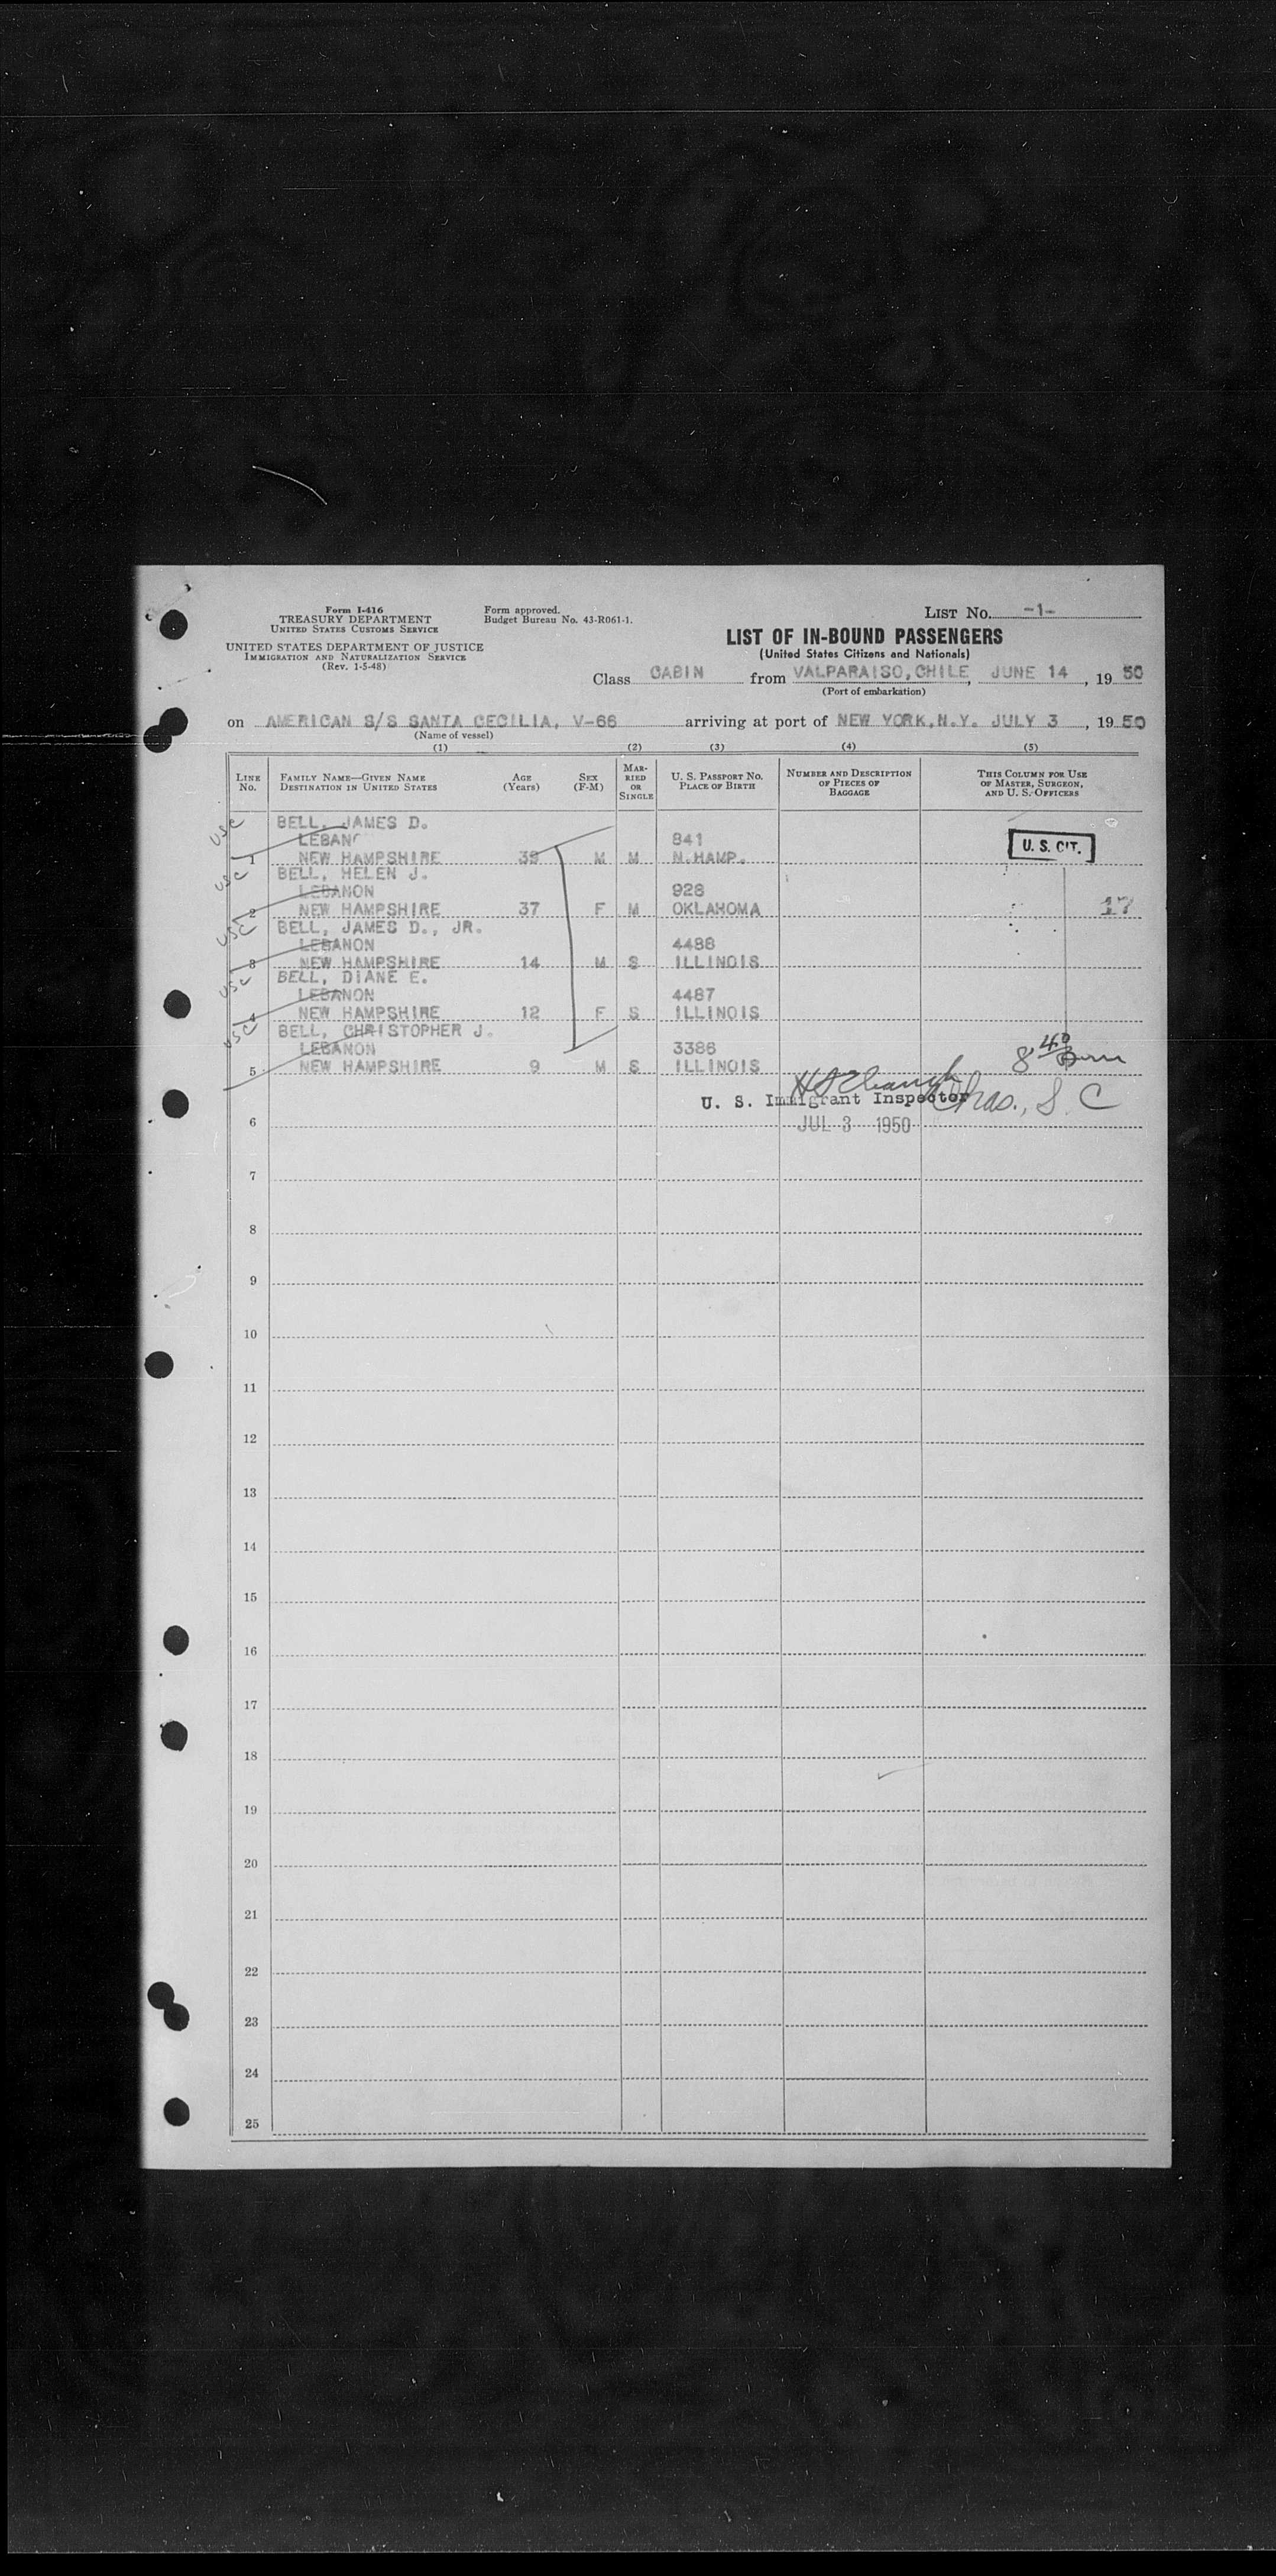 Form I-416
TREASURY DEPARTMENT
UNITED STATES CUSTOMS SERVICE
UNITED STATES DEPARTMENT OF JUSTICE
IMMIGRATION AND NATURALIZATION SERVICE
(Rev. 1-5-48)
Form approved.
Budget Bureau No. 43-R061-1.
LIST No. -1-
LIST OF IN-BOUND PASSENGERS
(United States Citizens and Nationals)
Class CABIN from VALPARAISO, CHILE, JUNE 14, 1950
(Port of embarkation)
on AMERICAN S/S SANTA CECILIA, V-66 arriving at port of NEW YORK, N.Y. JULY 3, 1950
(Name of vessel)
(1) (2) (3) (4) (5)
LINE No. FAMILY NAME—GIVEN NAME DESTINATION IN UNITED STATES AGE (Years) SEX (F-M) MARRIED OR SINGLE U. S. PASSPORT No. PLACE OF BIRTH NUMBER AND DESCRIPTION OF PIECES OF BAGGAGE THIS COLUMN FOR USE OF MASTER, SURGEON, AND U. S. OFFICERS
USC BELL, JAMES D.
LEBAN 841 U. S. CIT.
1 NEW HAMPSHIRE 39 M M N.HAMP.
USC BELL, HELEN J.
LEBANON 928
2 NEW HAMPSHIRE 37 F M OKLAHOMA 17
USC BELL, JAMES D., JR.
LEBANON 4488
3 NEW HAMPSHIRE 14 M S ILLINOIS
USC BELL, DIANE E.
LEBANON 4487
4 NEW HAMPSHIRE 12 F S ILLINOIS
USC BELL, CHRISTOPHER J.
LEBANON 3386 8 40
5 NEW HAMPSHIRE 9 M S ILLINOIS
U. S. Immigrant Inspector Chas., S. C
6 JUL 3 1950
7
8
9
10
11
12
13
14
15
16
17
18
19
20
21
22
23
24
25